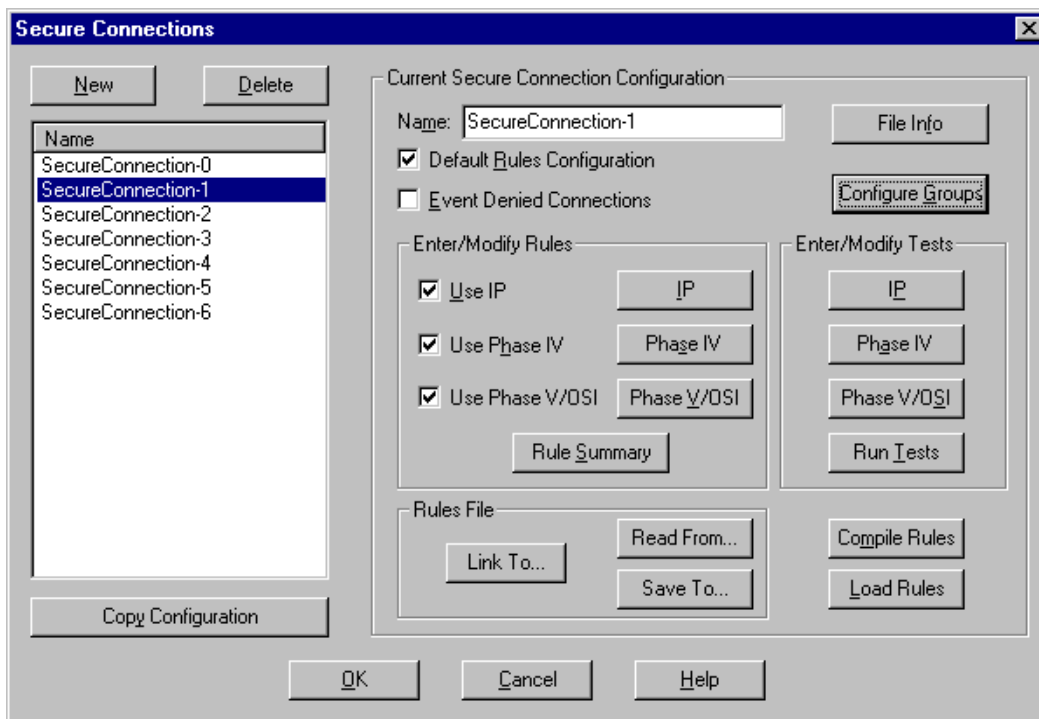 Secure Connections
New
Delete
Name
SecureConnection-0
SecureConnection-1
SecureConnection-2
SecureConnection-3
SecureConnection-4
SecureConnection-5
SecureConnection-6
Copy Configuration
Current Secure Connection Configuration
Name: SecureConnection-1
File Info
Default Rules Configuration
Event Denied Connections
Configure Groups
Enter/Modify Rules
Use IP
IP
Use Phase IV
Phase IV
Use Phase V/OSI
Phase V/OSI
Rule Summary
Enter/Modify Tests
IP
Phase IV
Phase V/OSI
Run Tests
Rules File
Link To...
Read From...
Save To...
Compile Rules
Load Rules
OK
Cancel
Help